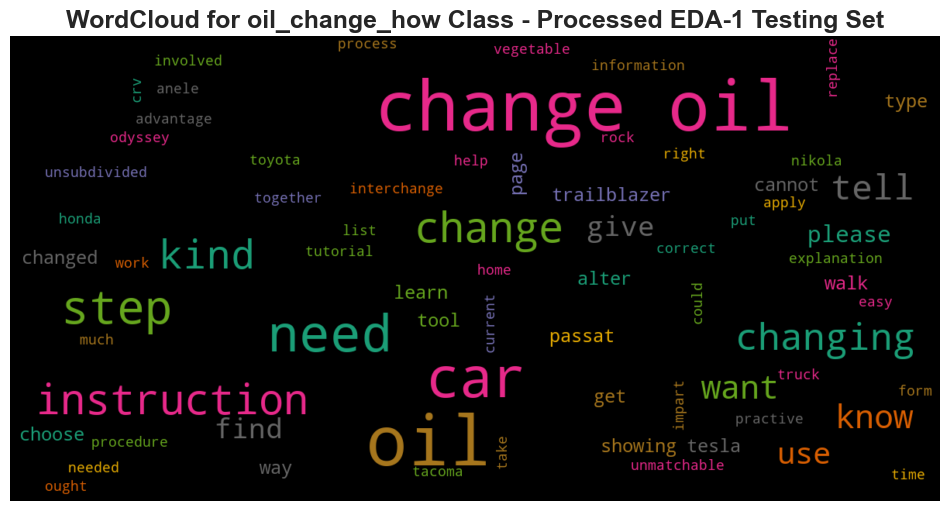 WordCloud for oil_change_how Class - Processed EDA-1 Testing Set
process
vegetable
involved
information
replace
crv
anele
change oil
type
advantage
odyssey
rock
right
unsubdivided
toyota
help
page
nikola
interchange
together
trailblazer
cannot
tell
apply
honda
list
change
give
put
please
changed
work
kind
tutorial
correct
explanation
home
alter
walk
step
learn
tool
current
could
easy
much
need
passat
changing
car
truck
instruction
get
impart
want
form
choose
procedure
find
oil
take
showing
tesla
practive
know
needed
way
tacoma
unmatchable
use
time
ought